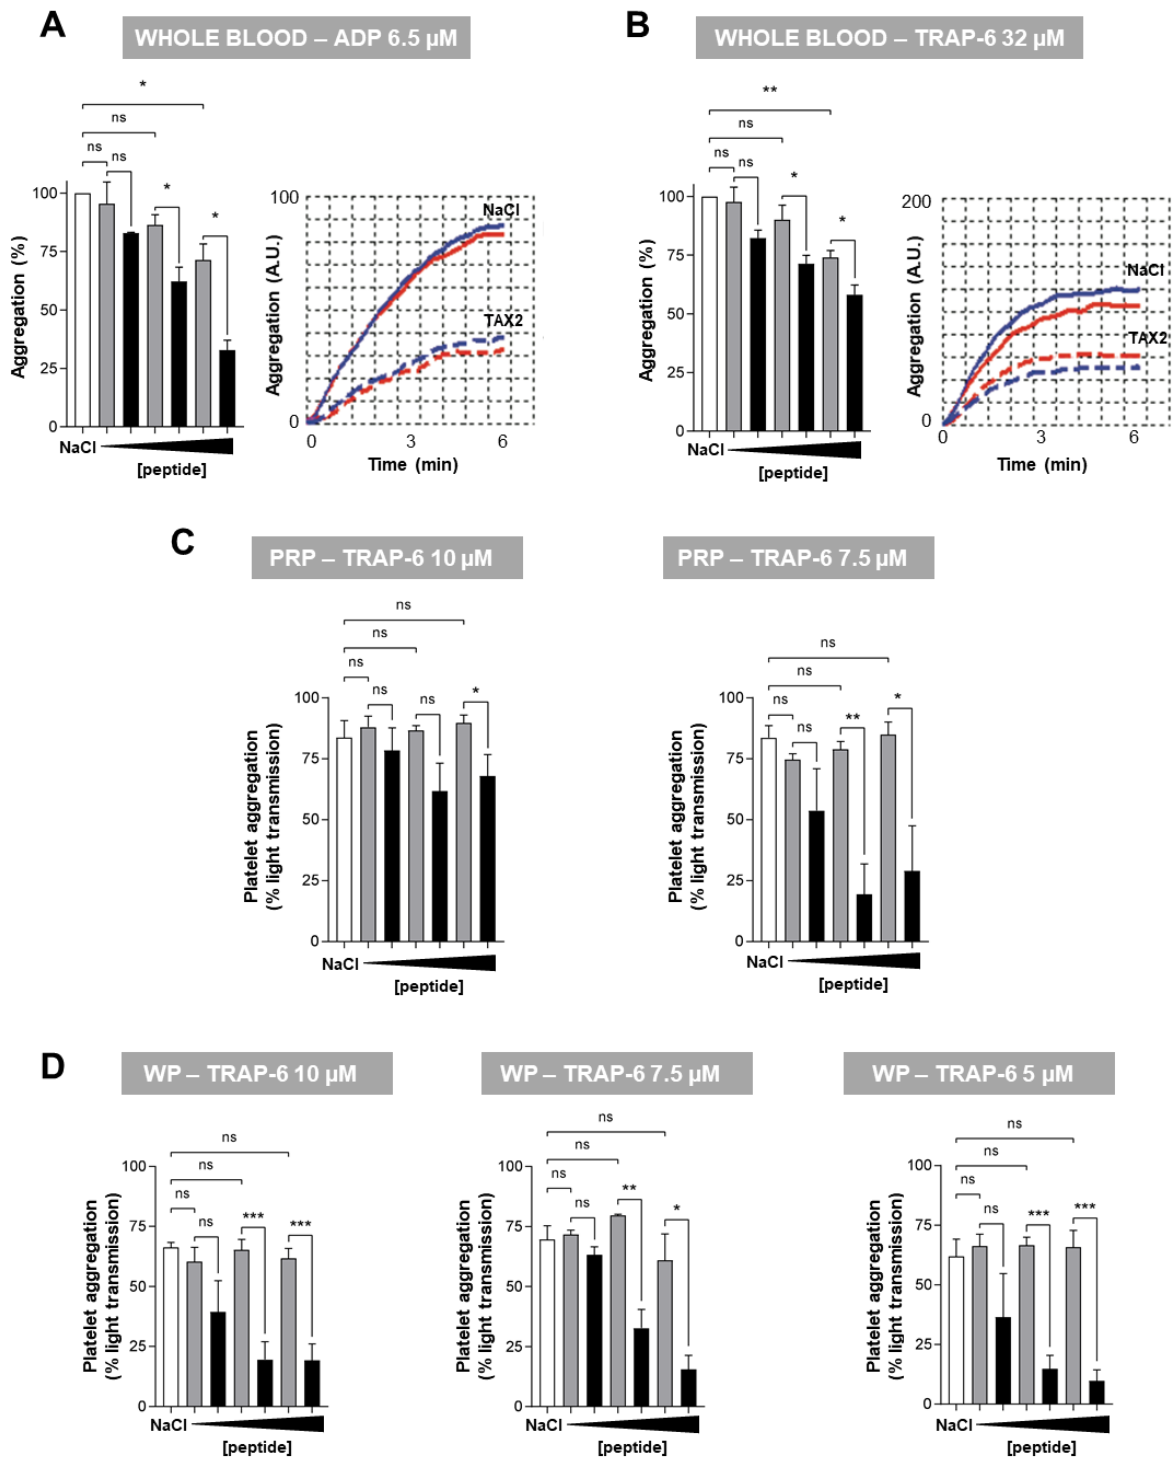 A
WHOLE BLOOD – ADP 6.5 µM
*
ns
ns
ns
*
*
Aggregation (%)
100
75
50
25
0
NaCl
[peptide]
Aggregation (A.U.)
100
0
NaCl
TAX2
0
3
6
Time (min)
B
WHOLE BLOOD – TRAP-6 32 µM
**
ns
ns
ns
*
*
Aggregation (%)
100
75
50
25
0
NaCl
[peptide]
Aggregation (A.U.)
200
0
NaCl
TAX2
0
3
6
Time (min)
C
PRP – TRAP-6 10 µM
ns
ns
ns
ns
ns
*
Platelet aggregation
(% light transmission)
100
75
50
25
0
NaCl
[peptide]
PRP – TRAP-6 7.5 µM
ns
ns
ns
ns
**
*
Platelet aggregation
(% light transmission)
100
75
50
25
0
NaCl
[peptide]
D
WP – TRAP-6 10 µM
ns
ns
ns
ns
***
***
Platelet aggregation
(% light transmission)
100
75
50
25
0
NaCl
[peptide]
WP – TRAP-6 7.5 µM
ns
ns
ns
ns
**
*
Platelet aggregation
(% light transmission)
100
75
50
25
0
NaCl
[peptide]
WP – TRAP-6 5 µM
ns
ns
ns
ns
***
***
Platelet aggregation
(% light transmission)
100
75
50
25
0
NaCl
[peptide]